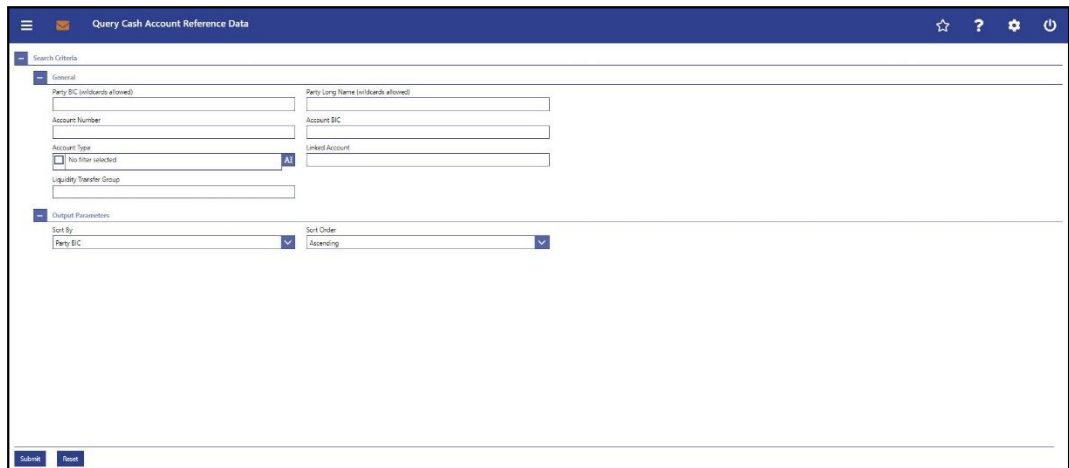 Query Cash Account Reference Data
Search Criteria
General
Party BIC (wildcards allowed) Party Long Name (wildcards allowed)
Account Number Account BIC
Account Type Linked Account
No filter selected
Liquidity Transfer Group
Output Parameters
Sort By Sort Order
Party BIC Ascending
Submit Reset